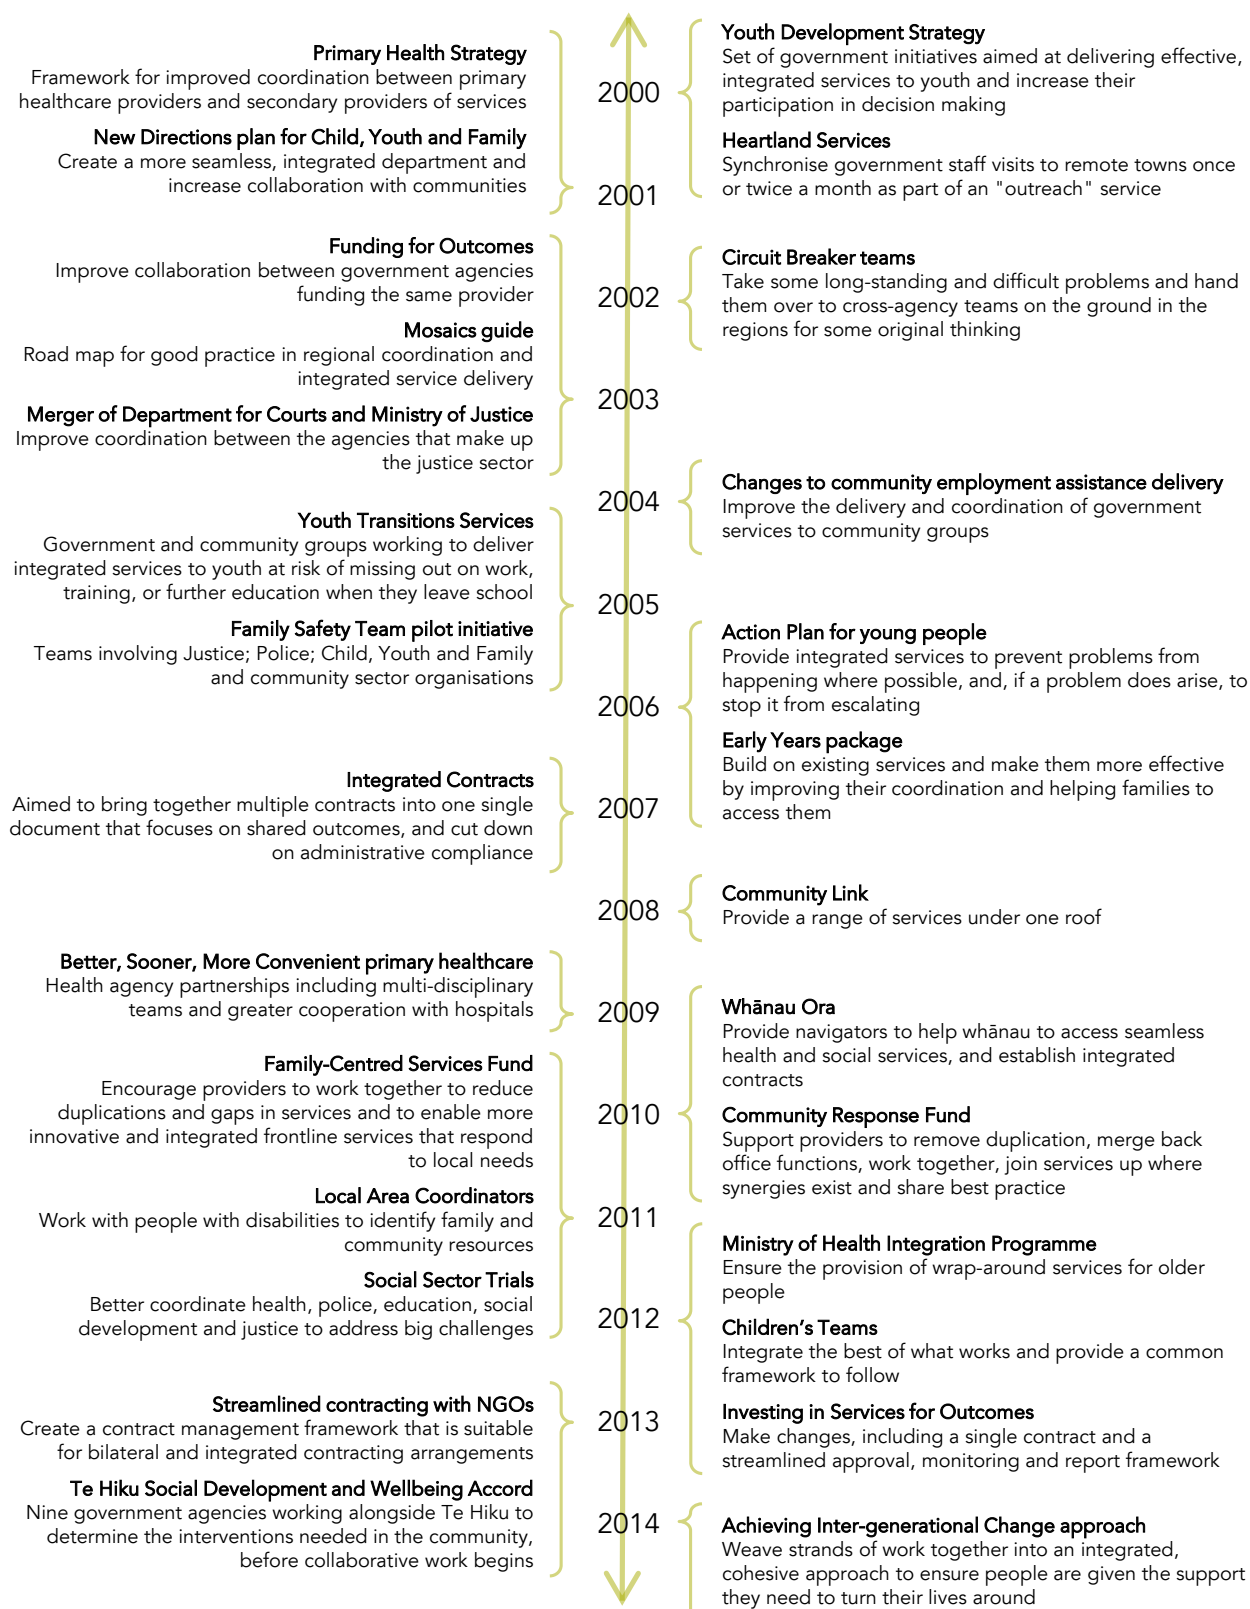 Primary Health Strategy
Framework for improved coordination between primary
healthcare providers and secondary providers of services
New Directions plan for Child, Youth and Family
Create a more seamless, integrated department and
increase collaboration with communities
Funding for Outcomes
Improve collaboration between government agencies
funding the same provider
Mosaics guide
Road map for good practice in regional coordination and
integrated service delivery
Merger of Department for Courts and Ministry of Justice
Improve coordination between the agencies that make up
the justice sector
Youth Transitions Services
Government and community groups working to deliver
integrated services to youth at risk of missing out on work,
training, or further education when they leave school
Family Safety Team pilot initiative
Teams involving Justice; Police; Child, Youth and Family
and community sector organisations
Integrated Contracts
Aimed to bring together multiple contracts into one single
document that focuses on shared outcomes, and cut down
on administrative compliance
Better, Sooner, More Convenient primary healthcare
Health agency partnerships including multi-disciplinary
teams and greater cooperation with hospitals
Family-Centred Services Fund
Encourage providers to work together to reduce
duplications and gaps in services and to enable more
innovative and integrated frontline services that respond
to local needs
Local Area Coordinators
Work with people with disabilities to identify family and
community resources
Social Sector Trials
Better coordinate health, police, education, social
development and justice to address big challenges
Streamlined contracting with NGOs
Create a contract management framework that is suitable
for bilateral and integrated contracting arrangements
Te Hiku Social Development and Wellbeing Accord
Nine government agencies working alongside Te Hiku to
determine the interventions needed in the community,
before collaborative work begins
2000
2001
2002
2003
2004
2005
2006
2007
2008
2009
2010
2011
2012
2013
2014
Youth Development Strategy
Set of government initiatives aimed at delivering effective,
integrated services to youth and increase their
participation in decision making
Heartland Services
Synchronise government staff visits to remote towns once
or twice a month as part of an "outreach" service
Circuit Breaker teams
Take some long-standing and difficult problems and hand
them over to cross-agency teams on the ground in the
regions for some original thinking
Changes to community employment assistance delivery
Improve the delivery and coordination of government
services to community groups
Action Plan for young people
Provide integrated services to prevent problems from
happening where possible, and, if a problem does arise, to
stop it from escalating
Early Years package
Build on existing services and make them more effective
by improving their coordination and helping families to
access them
Community Link
Provide a range of services under one roof
Whānau Ora
Provide navigators to help whānau to access seamless
health and social services, and establish integrated
contracts
Community Response Fund
Support providers to remove duplication, merge back
office functions, work together, join services up where
synergies exist and share best practice
Ministry of Health Integration Programme
Ensure the provision of wrap-around services for older
people
Children’s Teams
Integrate the best of what works and provide a common
framework to follow
Investing in Services for Outcomes
Make changes, including a single contract and a
streamlined approval, monitoring and report framework
Achieving Inter-generational Change approach
Weave strands of work together into an integrated,
cohesive approach to ensure people are given the support
they need to turn their lives around